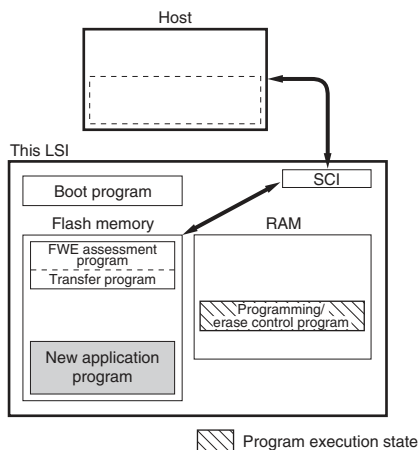 Host
This LSI
SCI
Boot program
Flash memory
RAM
FWE assessment
program
Transfer program
Programming/
erase control program
New application
program
Program execution state